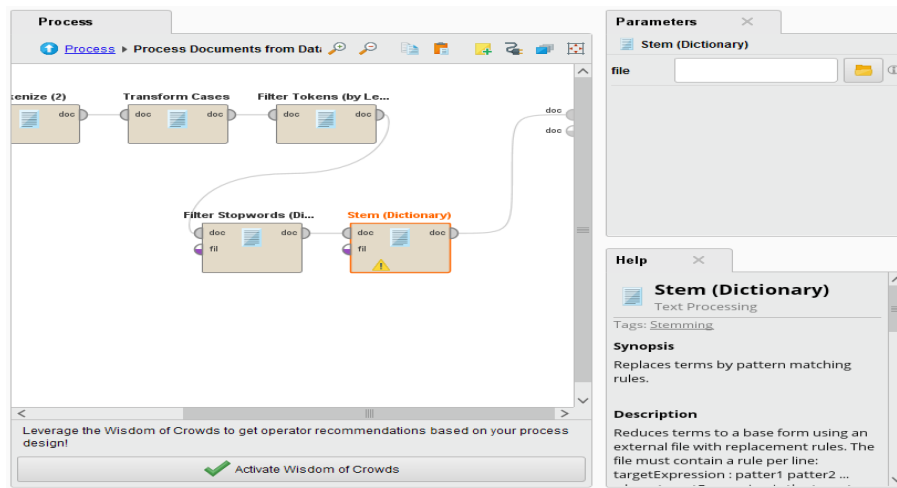 Process
Process ▸ Process Documents from Data
kenize (2)
Transform Cases
Filter Tokens (by Le...
doc
doc
doc
doc
doc
doc
doc
Filter Stopwords (Di...
Stem (Dictionary)
doc
doc
doc
doc
fil
fil
Leverage the Wisdom of Crowds to get operator recommendations based on your process
design!
Activate Wisdom of Crowds
Parameters
Stem (Dictionary)
file
Help
Stem (Dictionary)
Text Processing
Tags: Stemming
Synopsis
Replaces terms by pattern matching
rules.
Description
Reduces terms to a base form using an
external file with replacement rules. The
file must contain a rule per line:
targetExpression : patter1 patter2 ...